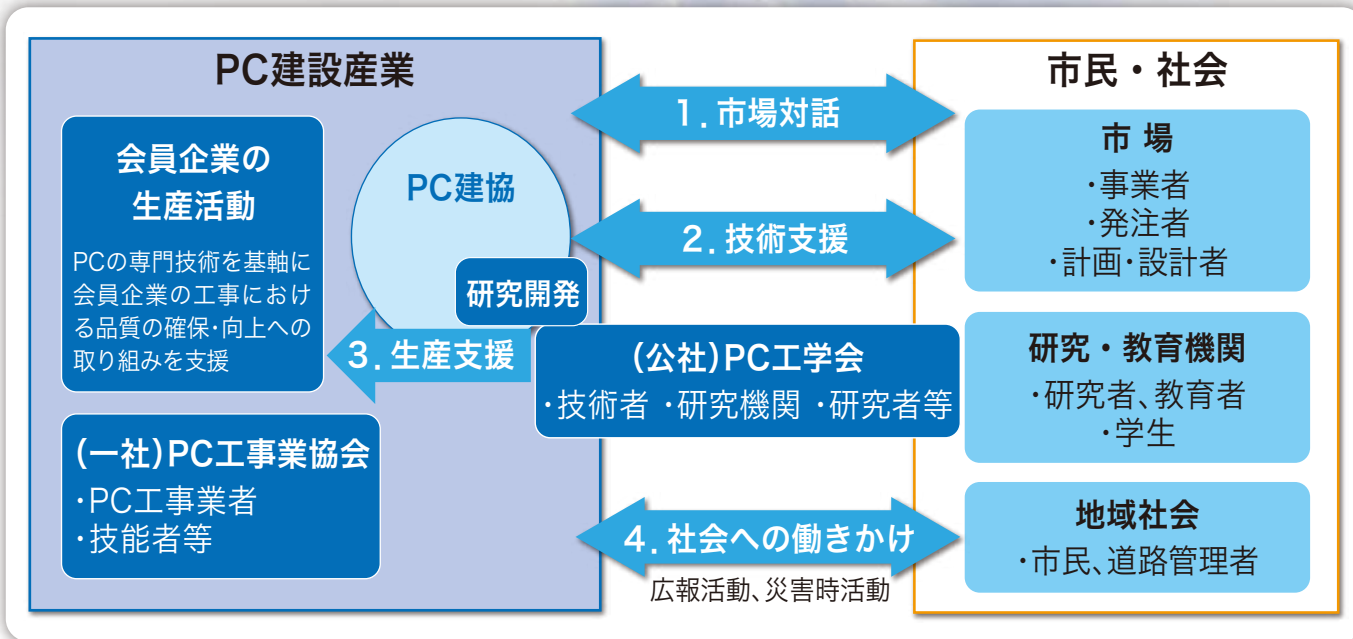 PC建設産業
会員企業の
生産活動
PCの専門技術を基軸に
会員企業の工事におけ
る品質の確保・向上への
取り組みを支援
PC建協
研究開発
3. 生産支援
(公社)PC工学会
・技術者 ・研究機関 ・研究者等
(一社)PC工事業協会
・PC工事業者
・技能者等
1. 市場対話
2. 技術支援
4. 社会への働きかけ
広報活動、災害時活動
市民・社会
市 場
・事業者
・発注者
・計画・設計者
研究・教育機関
・研究者、教育者
・学生
地域社会
・市民、道路管理者